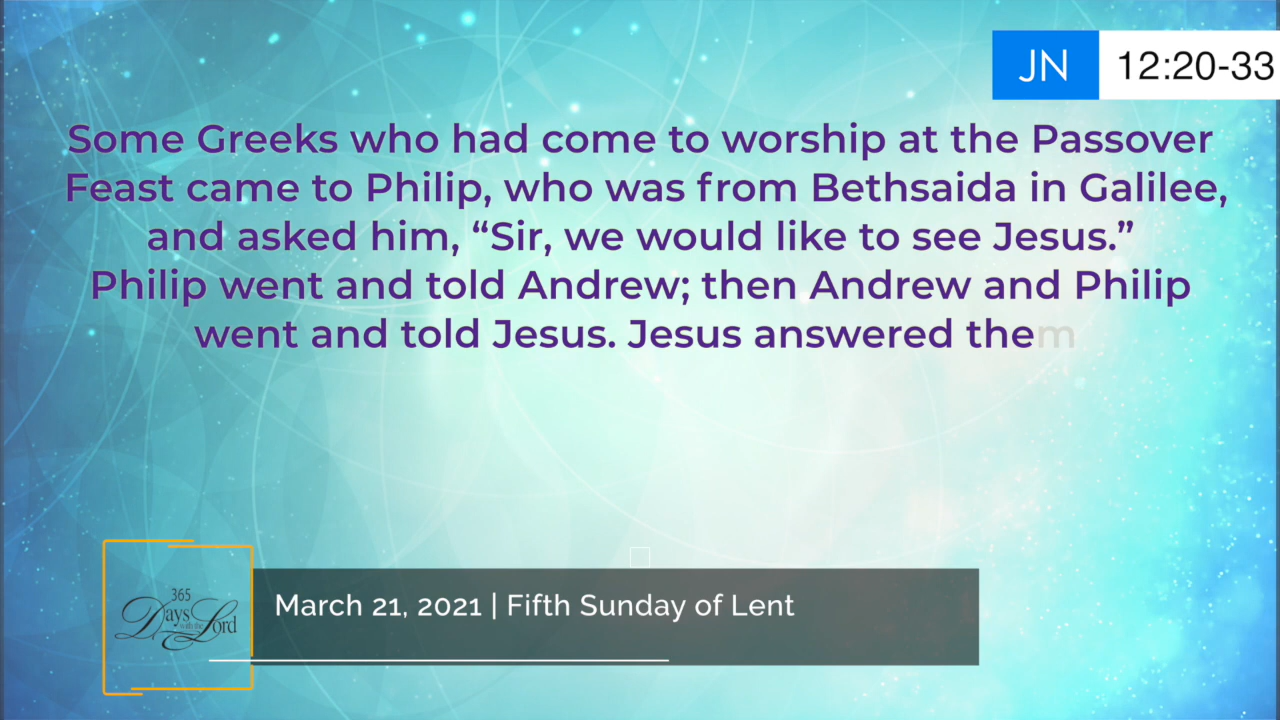 JN 12:20-33
Some Greeks who had come to worship at the Passover
Feast came to Philip, who was from Bethsaida in Galilee,
and asked him, “Sir, we would like to see Jesus.”
Philip went and told Andrew; then Andrew and Philip
went and told Jesus. Jesus answered them
365
Days with the Lord
March 21, 2021 | Fifth Sunday of Lent